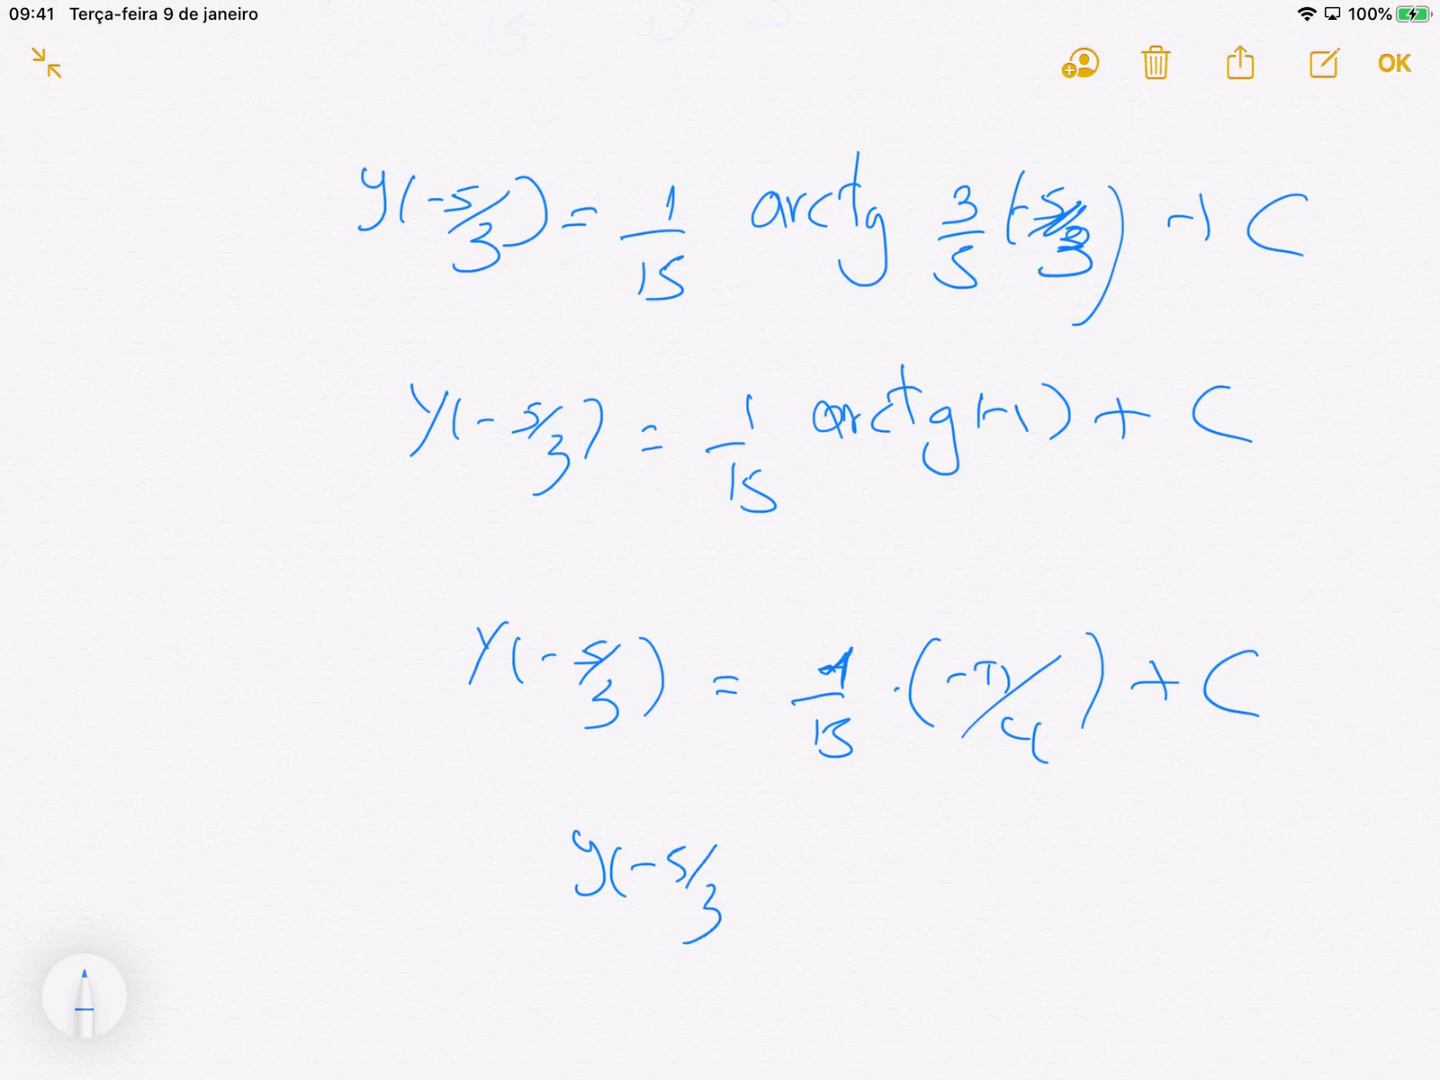 09:41 Terça-feira 9 de janeiro 100%
OK
y(-5/3) = 1/15 arctg 3/5 (-5/3) + C
y(-5/3) = 1/15 arctg(-1) + C
y(-5/3) = 1/15 . (-π/4) + C
y(-5/3